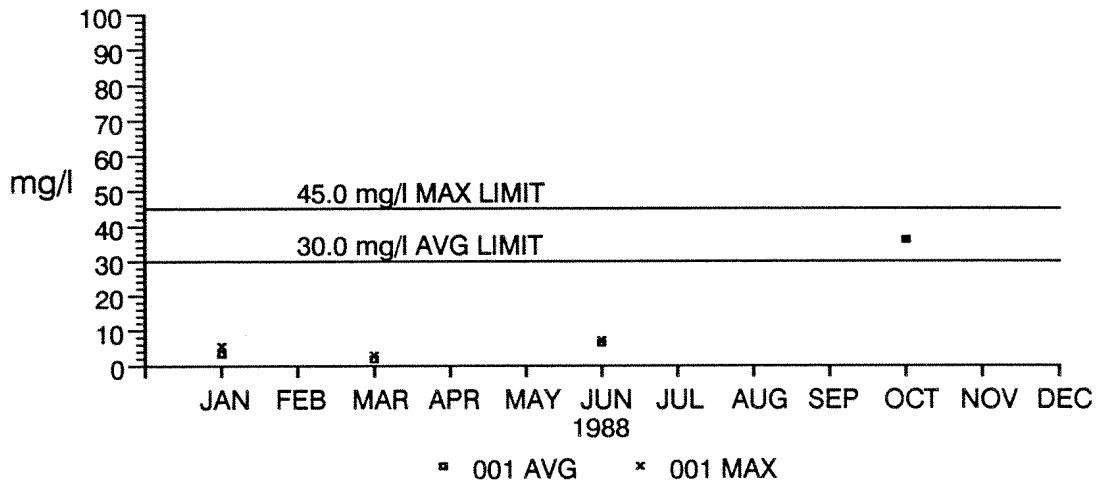 100
90
80
70
60
mg/l
50
45.0 mg/l MAX LIMIT
40
30.0 mg/l AVG LIMIT
30
20
10
0
JAN FEB MAR APR MAY JUN JUL AUG SEP OCT NOV DEC
1988
001 AVG 001 MAX